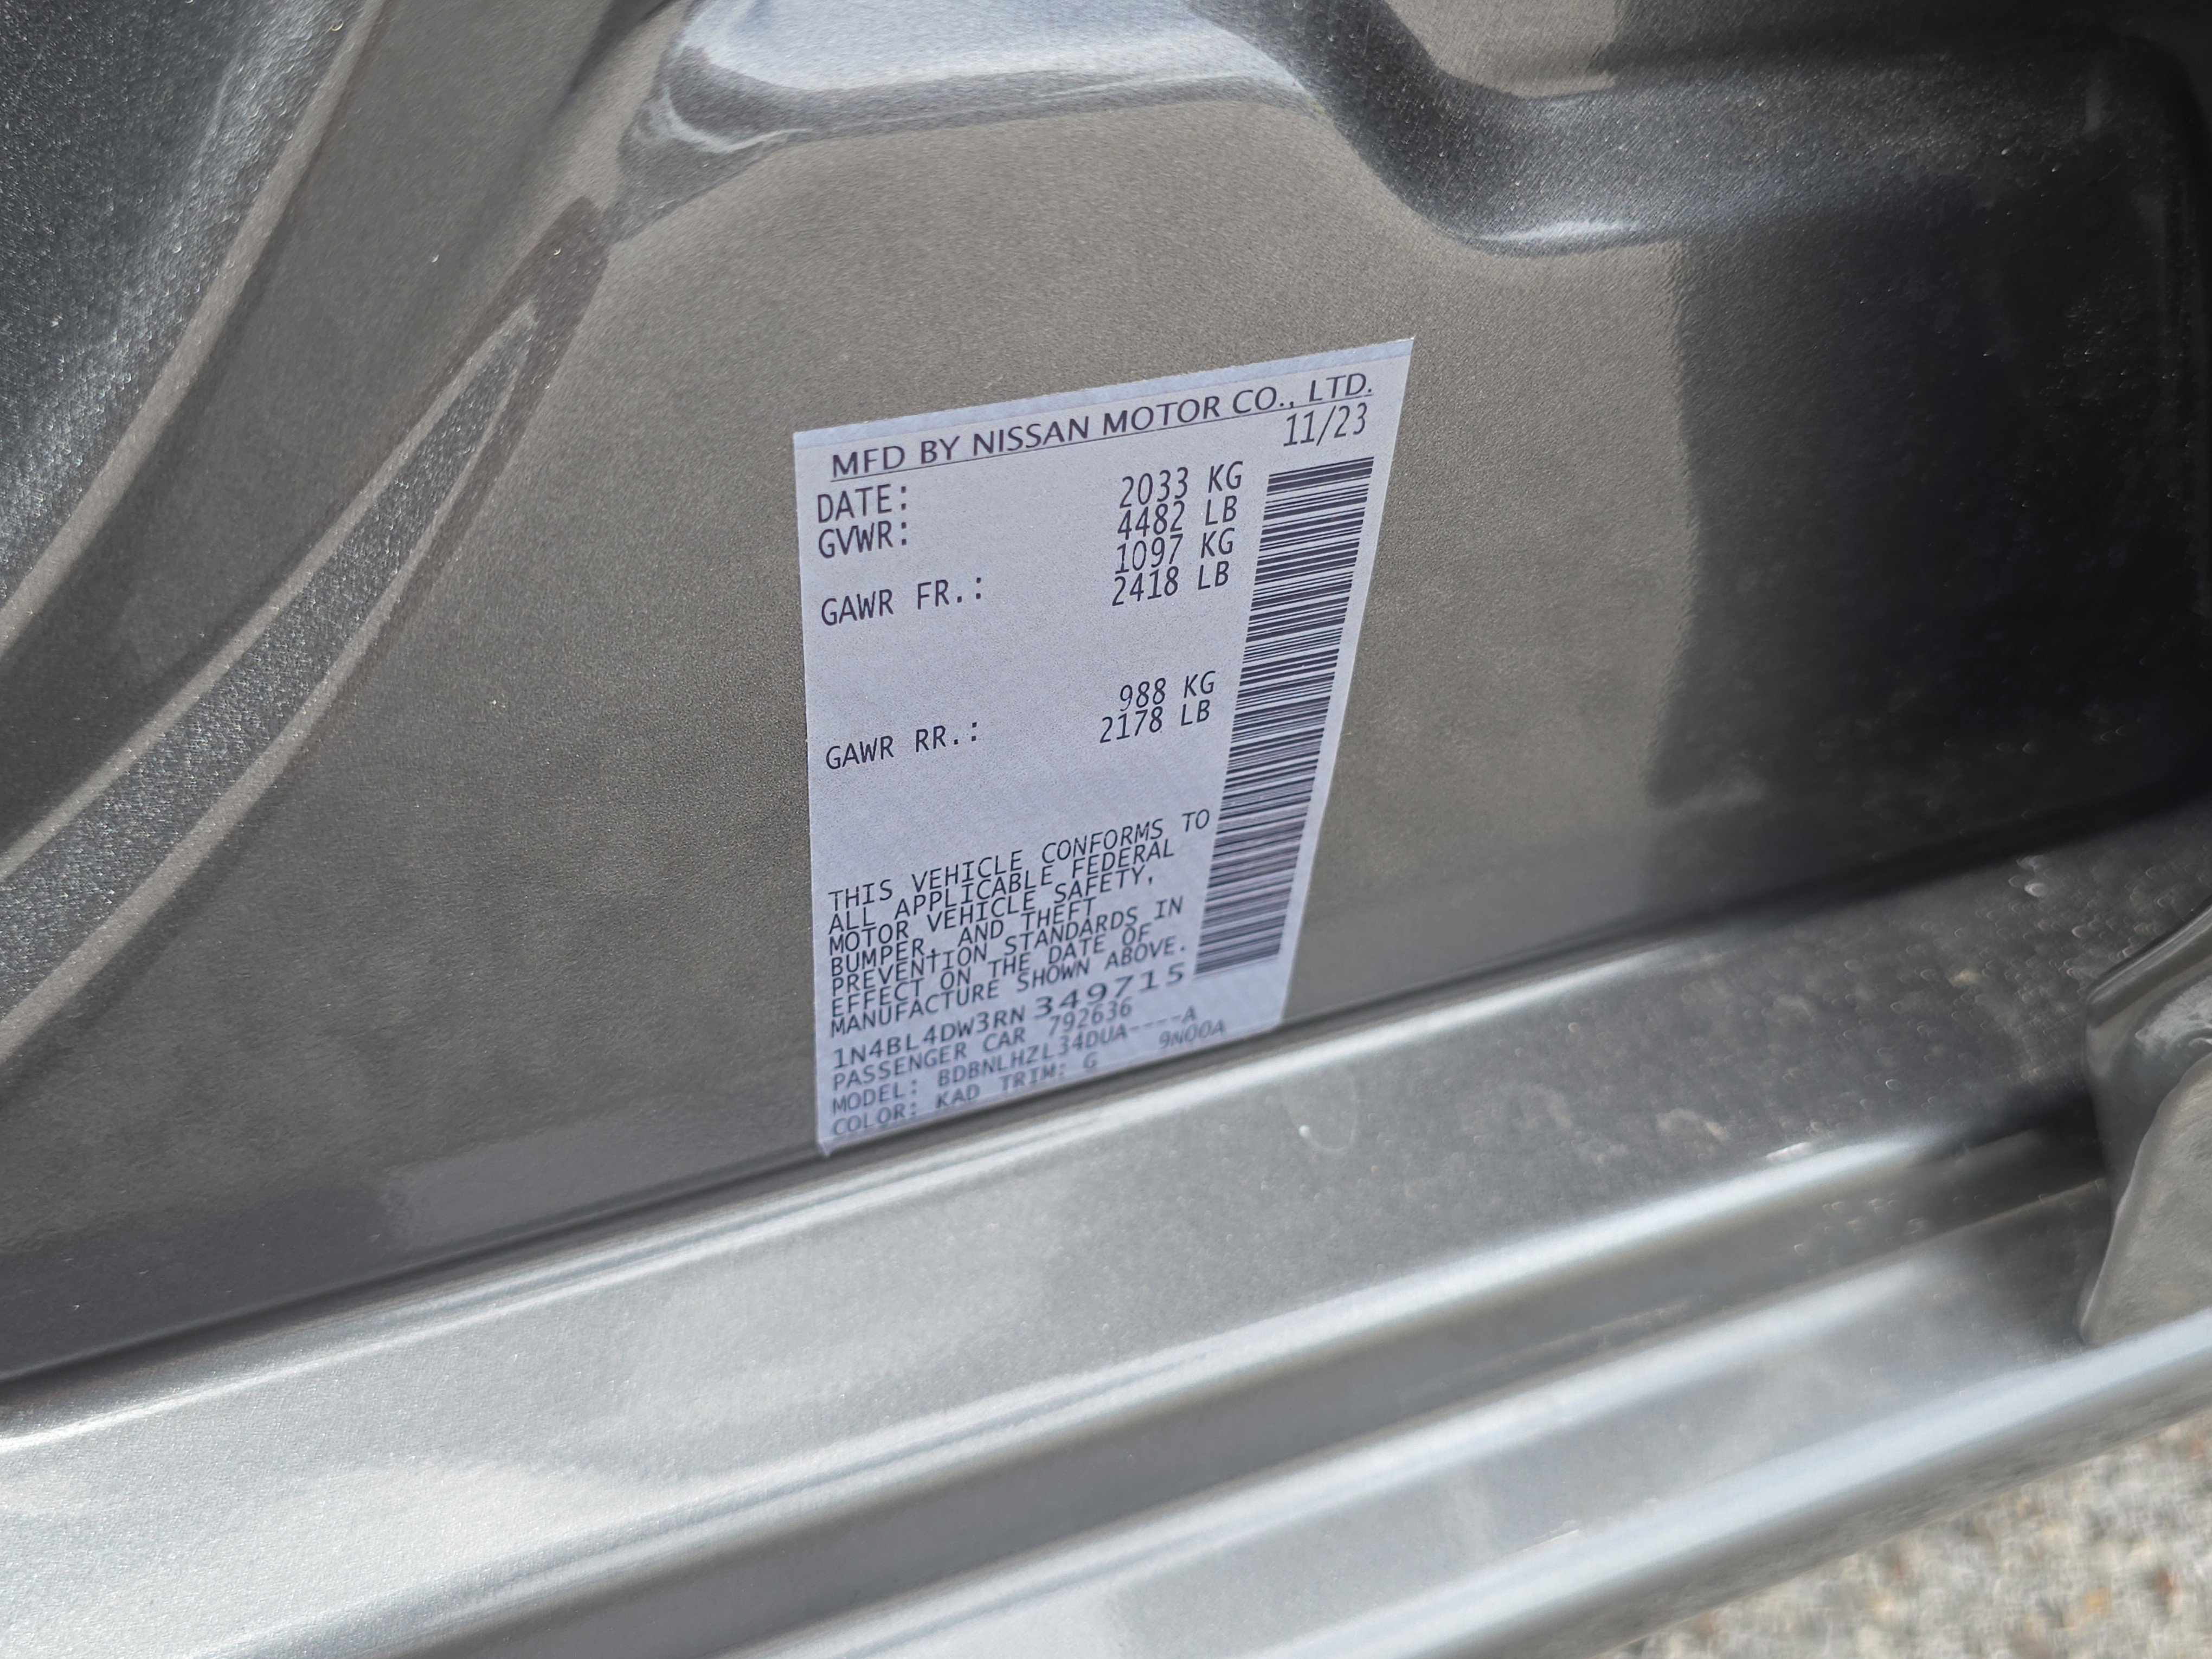 MFD BY NISSAN MOTOR CO., LTD.
DATE: 11/23
GVWR: 2033 KG
4482 LB
GAWR FR.: 1097 KG
2418 LB
GAWR RR.: 988 KG
2178 LB
THIS VEHICLE CONFORMS TO
ALL APPLICABLE FEDERAL
MOTOR VEHICLE SAFETY,
BUMPER, AND THEFT
PREVENTION STANDARDS IN
EFFECT ON THE DATE OF
MANUFACTURE SHOWN ABOVE.
1N4BL4DW3RN 349715
PASSENGER CAR 792636
MODEL: BDBNLHZL34DUA----A
COLOR: KAD TRIM: G 9N00A